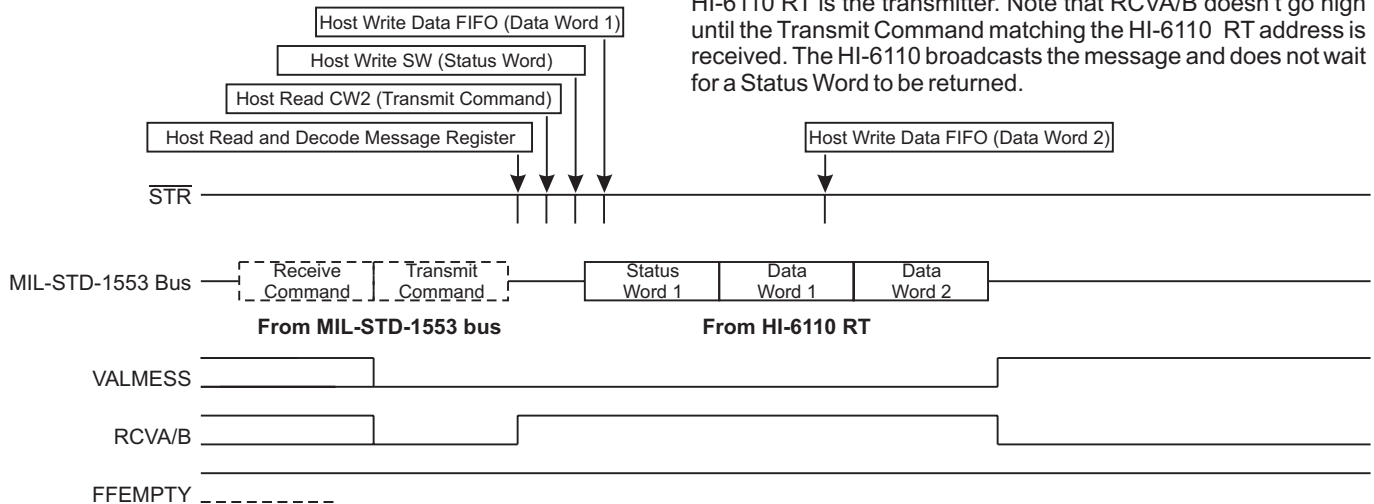 HI-6110 RT is the transmitter. Note that RCVA/B doesn't go high
until the Transmit Command matching the HI-6110 RT address is
received. The HI-6110 broadcasts the message and does not wait
for a Status Word to be returned.
Host Write Data FIFO (Data Word 1)
Host Write SW (Status Word)
Host Read CW2 (Transmit Command)
Host Read and Decode Message Register
Host Write Data FIFO (Data Word 2)
STR
MIL-STD-1553 Bus
Receive
Command
Transmit
Command
Status
Word 1
Data
Word 1
Data
Word 2
From MIL-STD-1553 bus
From HI-6110 RT
VALMESS
RCVA/B
FFEMPTY